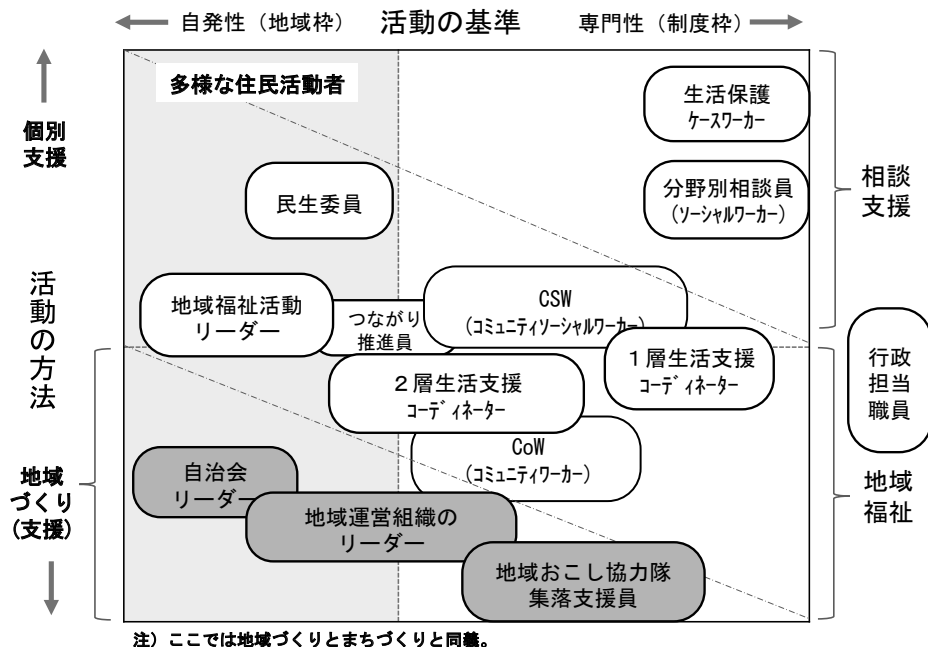 自発性（地域枠）
活動の基準
専門性（制度枠）
多様な住民活動者
生活保護
ｹｰｽﾜｰｶｰ
個別
支援
民生委員
分野別相談員
（ｿｰｼｬﾙﾜｰｶｰ）
相談
支援
活動の方法
地域福祉活動
リーダー
つながり
推進員
CSW
（ｺﾐｭﾆﾃｨｿｰｼｬﾙﾜｰｶｰ）
１層生活支援
ｺｰﾃﾞｨﾈｰﾀｰ
行政
担当
職員
２層生活支援
ｺｰﾃﾞｨﾈｰﾀｰ
CoW
（ｺﾐｭﾆﾃｨﾜｰｶｰ）
地域
づくり
(支援)
自治会
リーダー
地域運営組織の
リーダー
地域
福祉
地域おこし協力隊
集落支援員
注）ここでは地域づくりとまちづくりと同義。